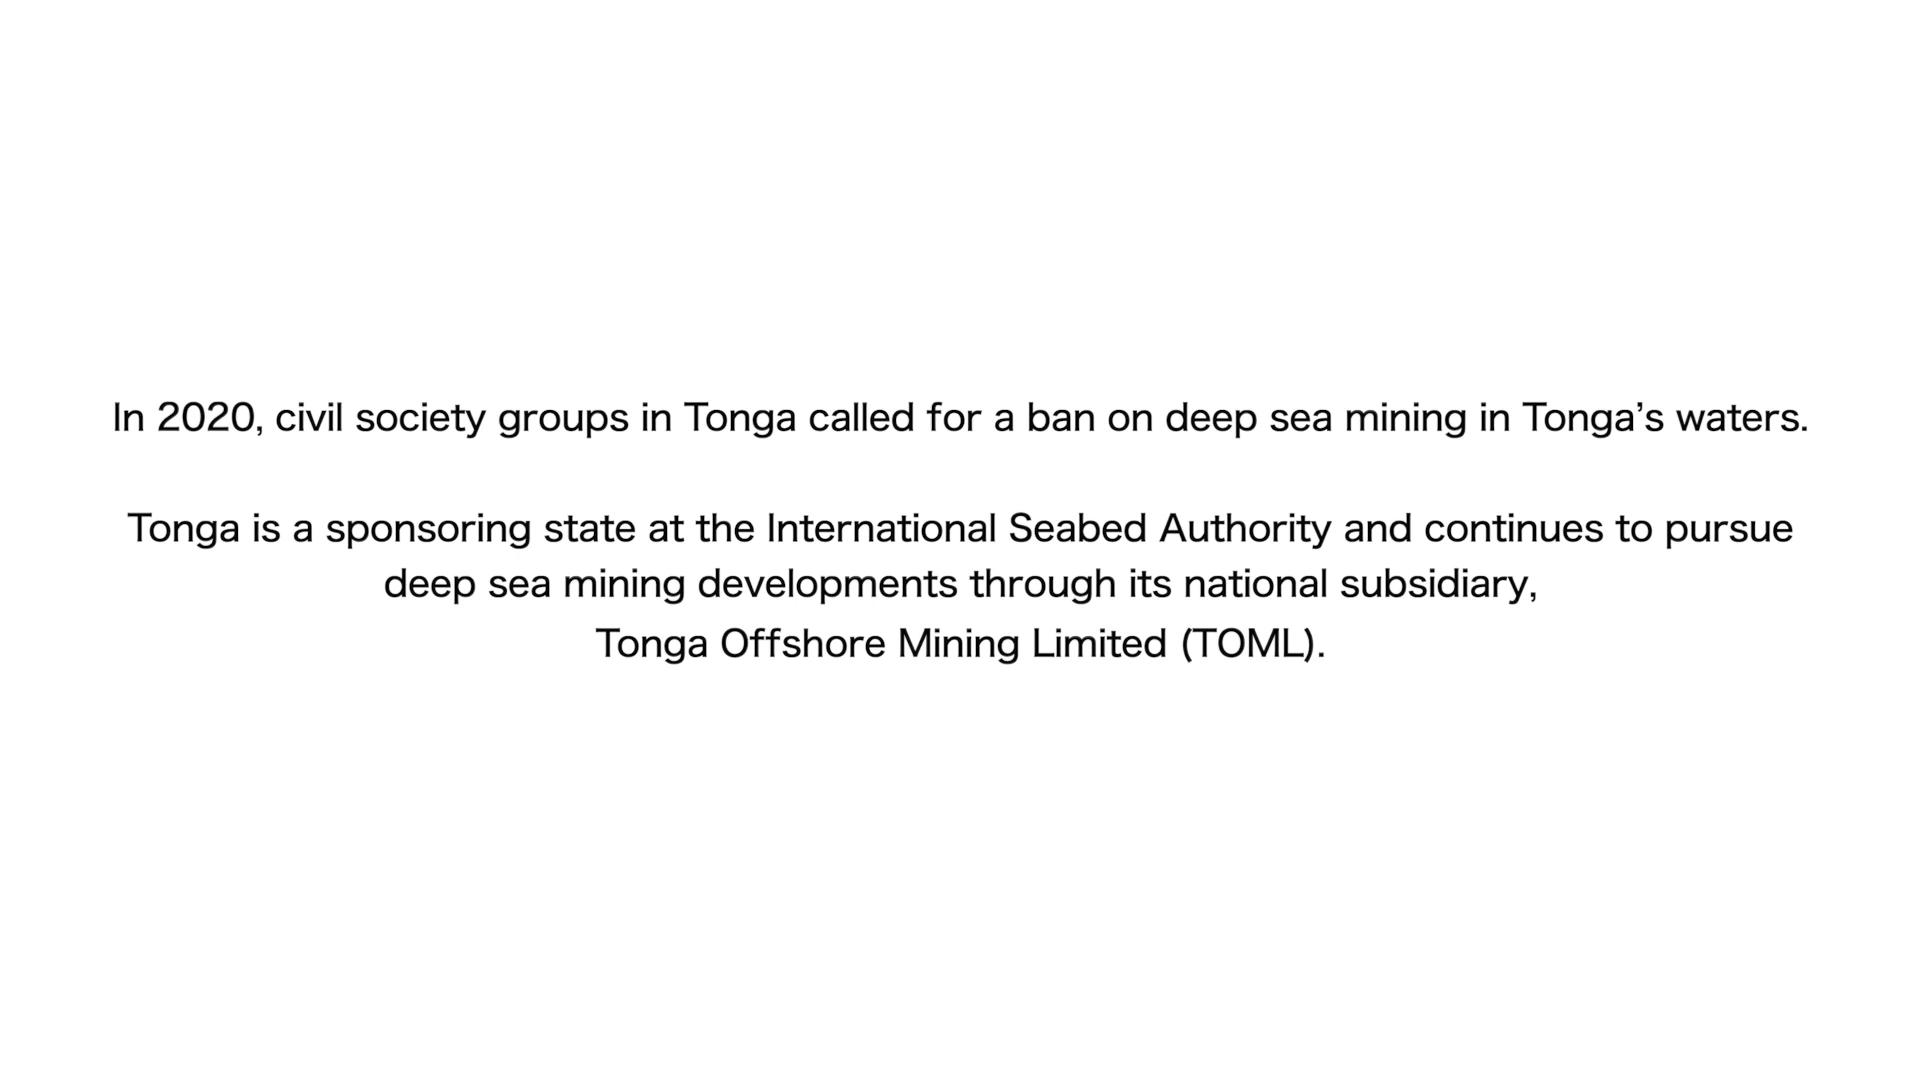 In 2020, civil society groups in Tonga called for a ban on deep sea mining in Tonga’s waters.
Tonga is a sponsoring state at the International Seabed Authority and continues to pursue
deep sea mining developments through its national subsidiary,
Tonga Offshore Mining Limited (TOML).